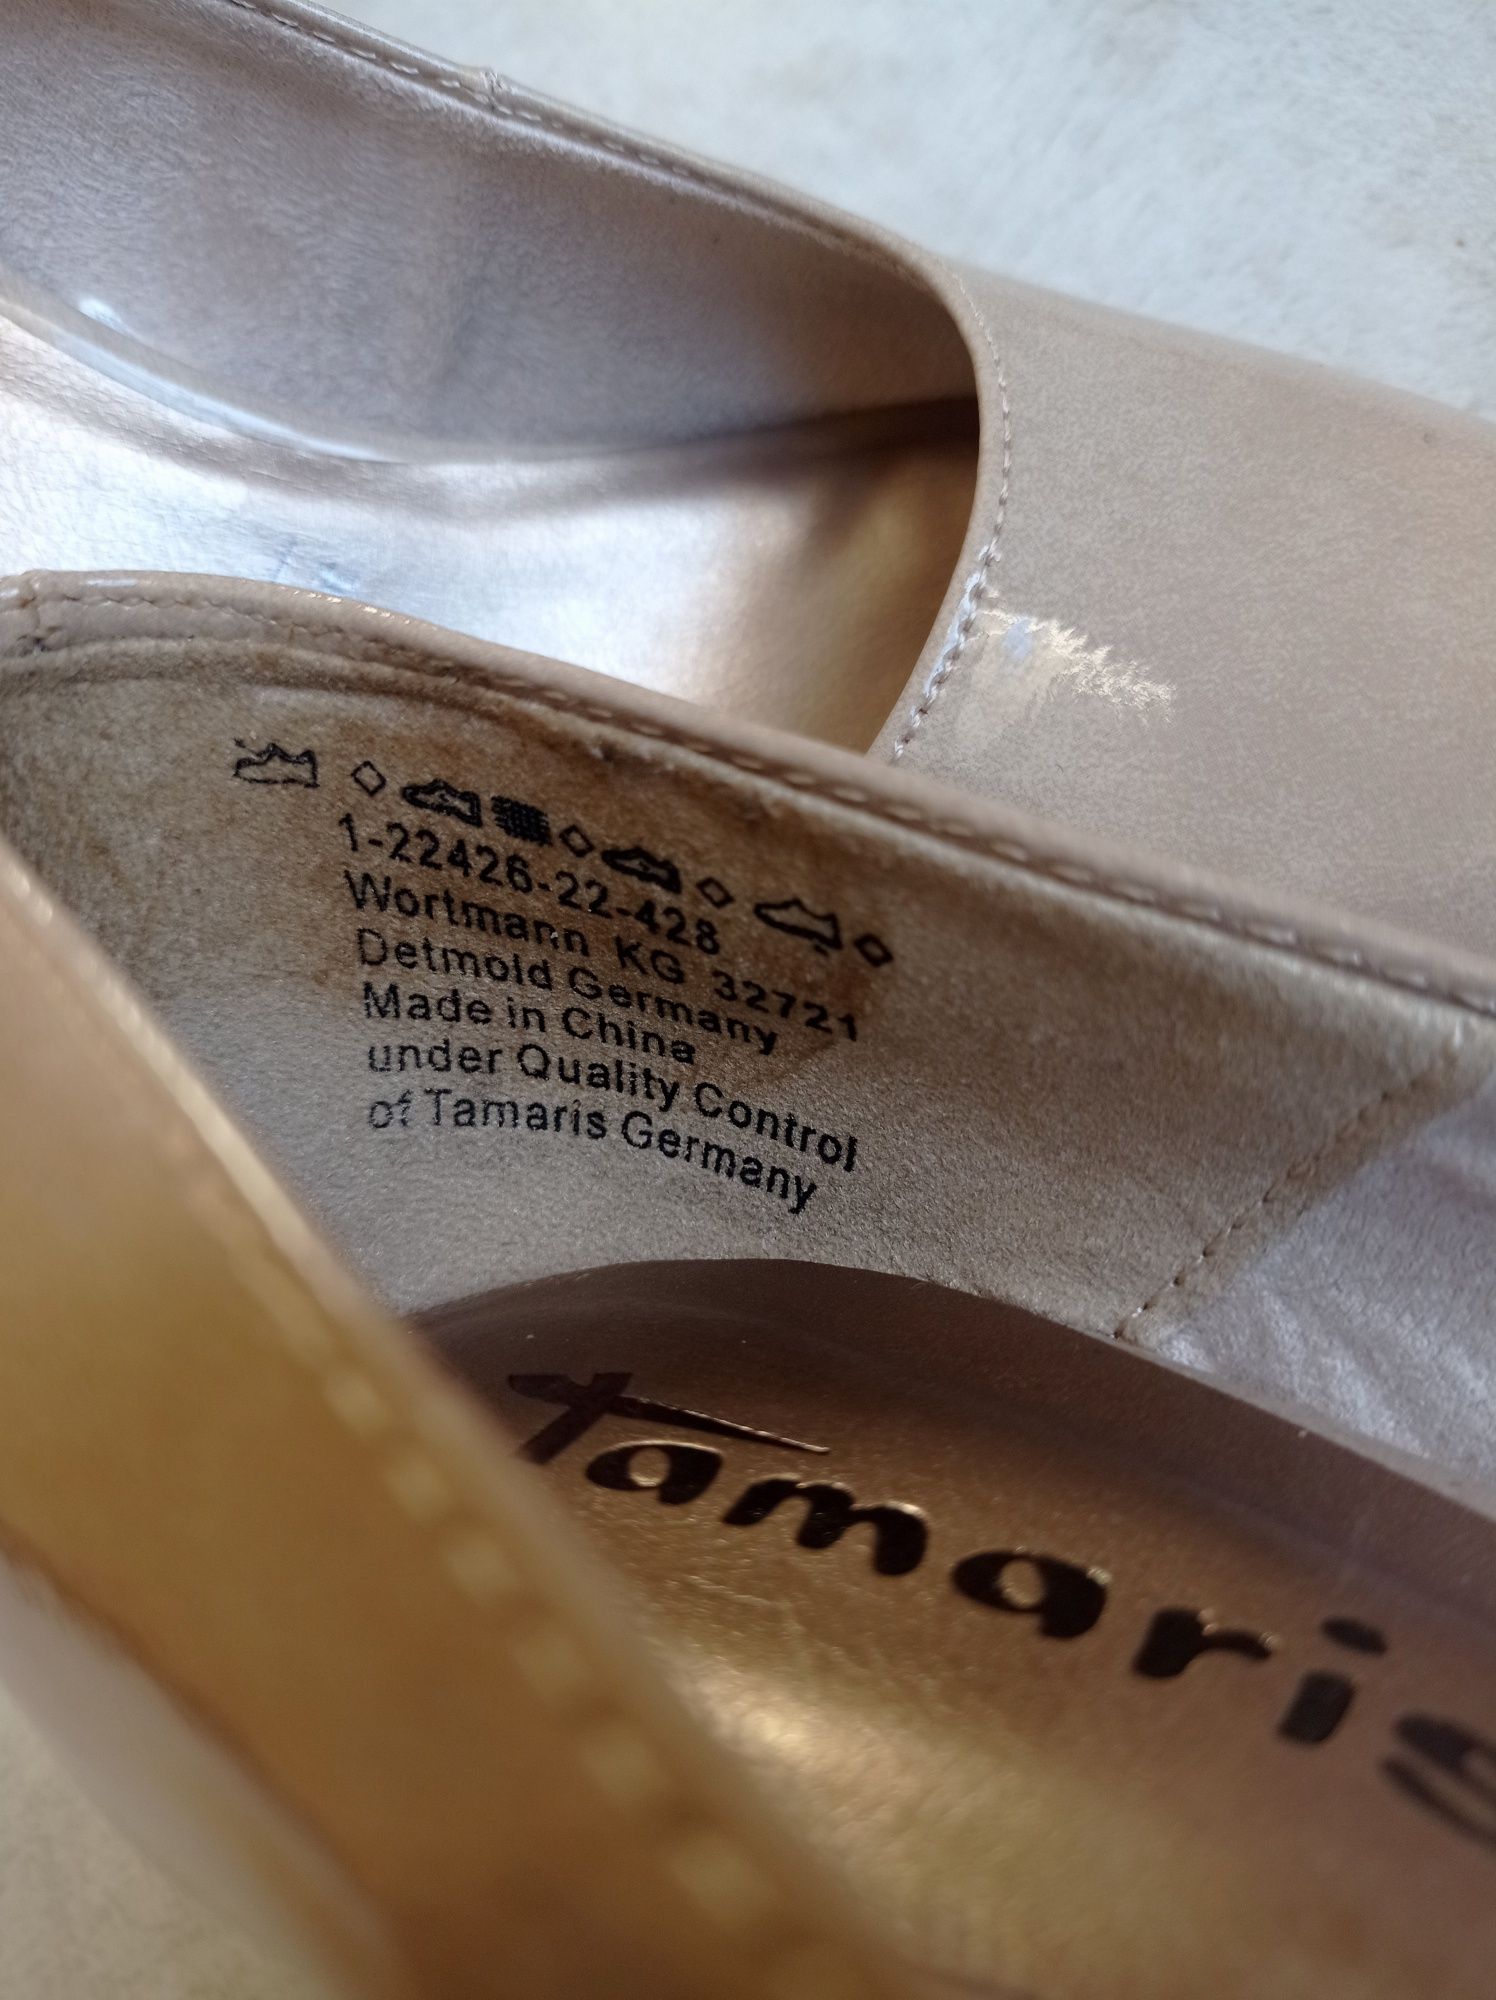 1-22426-22-428
Wortmann KG 32721
Detmold Germany
Made in China
under Quality Control
of Tamaris Germany
Tamaris